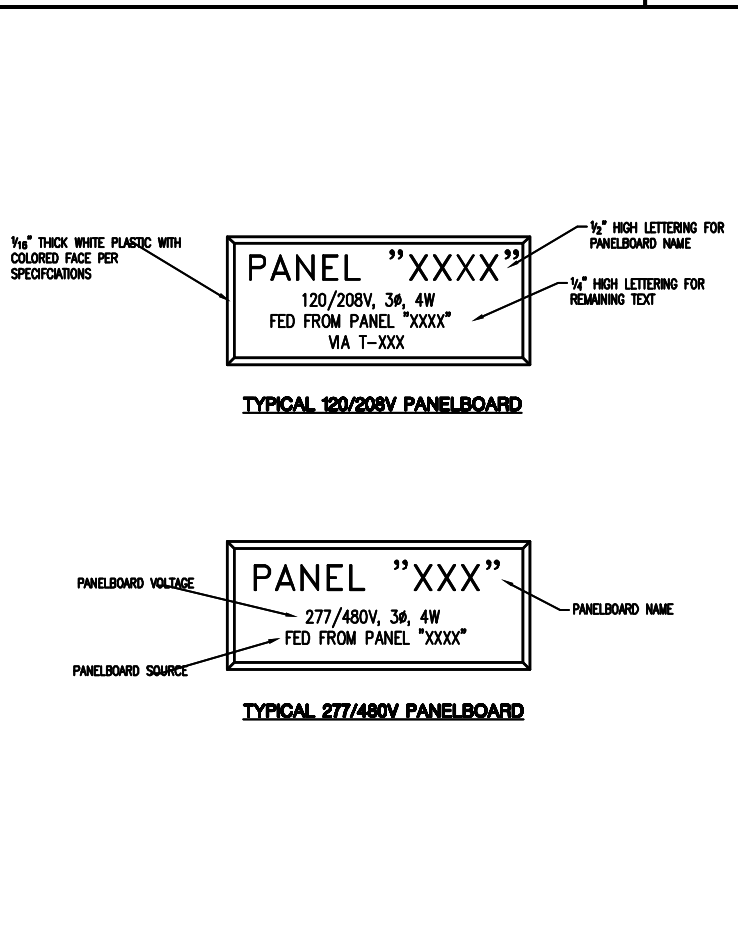 1/16" THICK WHITE PLASTIC WITH
COLORED FACE PER
SPECIFCIATIONS
PANEL "XXXX"
120/208V, 3ø, 4W
FED FROM PANEL "XXXX"
VIA T-XXX
1/2" HIGH LETTERING FOR
PANELBOARD NAME
1/4" HIGH LETTERING FOR
REMAINING TEXT
TYPICAL 120/208V PANELBOARD
PANELBOARD VOLTAGE
PANELBOARD SOURCE
PANEL "XXX"
277/480V, 3ø, 4W
FED FROM PANEL "XXXX"
PANELBOARD NAME
TYPICAL 277/480V PANELBOARD